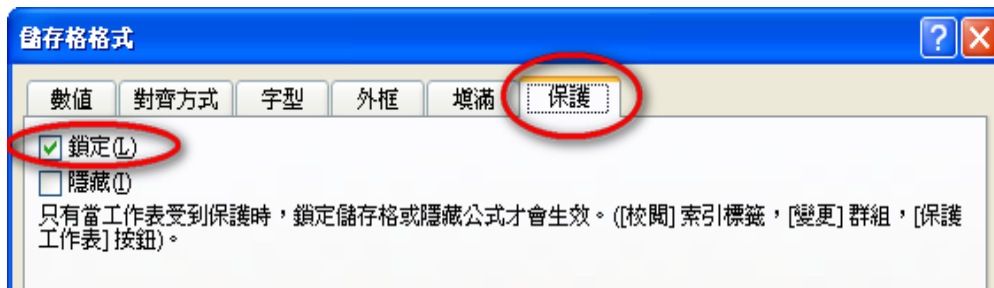 儲存格格式
數值 對齊方式 字型 外框 填滿 保護
鎖定(L)
隱藏(I)
只有當工作表受到保護時，鎖定儲存格或隱藏公式才會生效。([校閱] 索引標籤，[變更] 群組，[保護
工作表] 按鈕)。